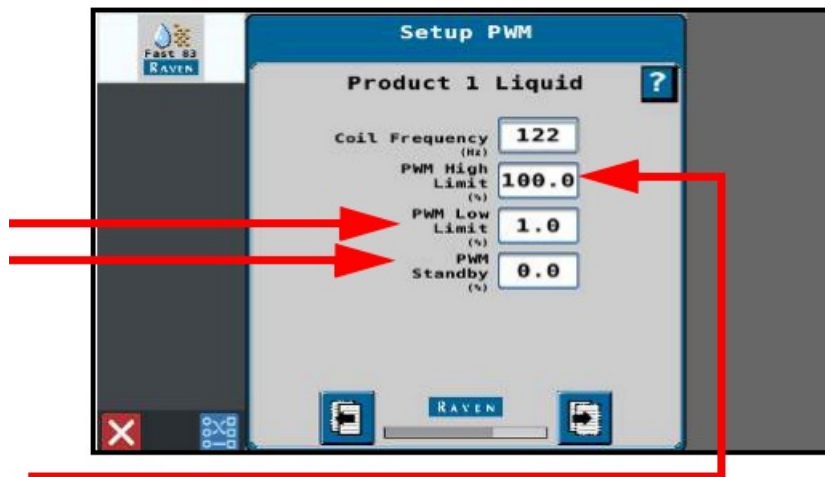 Fast 83
RAVEN
Setup PWM
Product 1 Liquid
?
Coil Frequency
(Hz)
122
PWM High
Limit
(%)
100.0
PWM Low
Limit
(%)
1.0
PWM
Standby
(%)
0.0
RAVEN